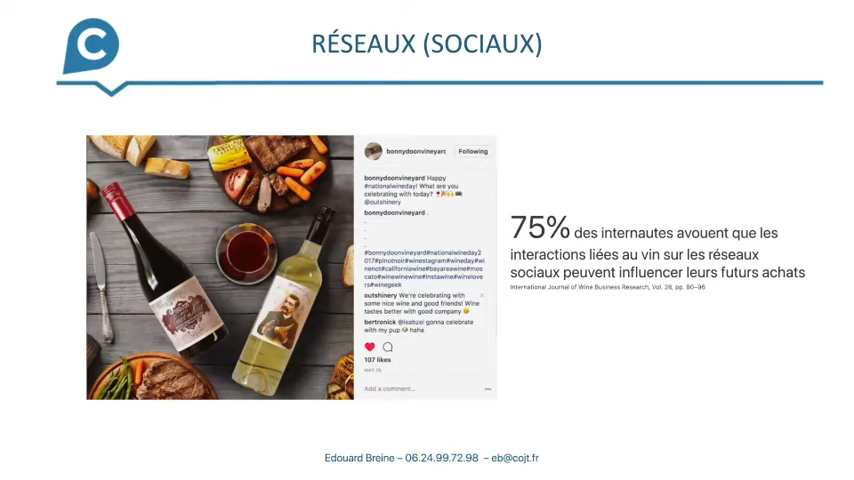 C
RÉSEAUX (SOCIAUX)
bonnydoonvineyard Following
bonnydoonvineyard Happy
#nationalwineday! What are you
celebrating with today? 🍷🎉🙌
@outshinery
bonnydoonvineyard .
.
.
.
.
#bonnydoonvineyard#nationalwineday2
017#pinotnoir#winestagram#wineday#wi
nenot#californiawine#bayareawine#mos
cato#winewinewine#instawine#winelove
rs#winegeek
outshinery We're celebrating with
some nice wine and good friends! Wine
tastes better with good company 😉
bertronick @isabzel gonna celebrate
with my pup 🐶 haha
107 likes
MAY 25
Add a comment...
75% des internautes avouent que les
interactions liées au vin sur les réseaux
sociaux peuvent influencer leurs futurs achats
International Journal of Wine Business Research, Vol. 26, pp. 80–96
Edouard Breine – 06.24.99.72.98 – eb@cojt.fr